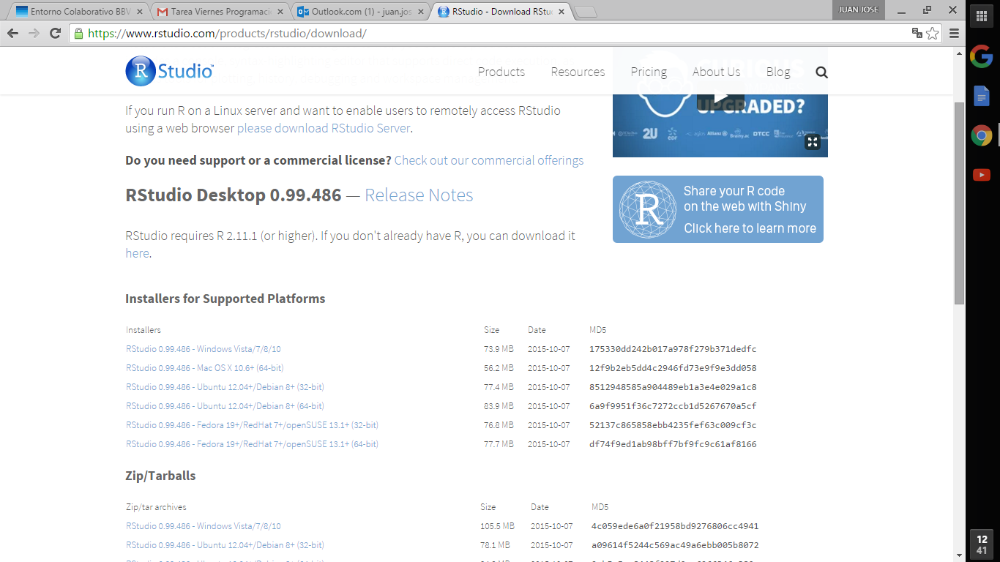 Entorno Colaborativo BBV
Tarea Viernes Programaci
Outlook.com (1) - juan.jos
RStudio - Download RStu
JUAN JOSE
https://www.rstudio.com/products/rstudio/download/
R Studio
Products
Resources
Pricing
About Us
Blog
UPGRADED?
2U
edf
Allianz
Brainy.ac
DTCC
If you run R on a Linux server and want to enable users to remotely access RStudio
using a web browser please download RStudio Server.
Do you need support or a commercial license? Check out our commercial offerings
RStudio Desktop 0.99.486 — Release Notes
R
Share your R code
on the web with Shiny
Click here to learn more
RStudio requires R 2.11.1 (or higher). If you don't already have R, you can download it
here.
Installers for Supported Platforms
Installers Size Date MD5
RStudio 0.99.486 - Windows Vista/7/8/10 73.9 MB 2015-10-07 175330dd242b017a978f279b371dedfc
RStudio 0.99.486 - Mac OS X 10.6+ (64-bit) 56.2 MB 2015-10-07 12f9b2eb5dd4c2946fd73e9f9e3dd058
RStudio 0.99.486 - Ubuntu 12.04+/Debian 8+ (32-bit) 77.4 MB 2015-10-07 8512948585a904489eb1a3e4e029a1c8
RStudio 0.99.486 - Ubuntu 12.04+/Debian 8+ (64-bit) 83.9 MB 2015-10-07 6a9f9951f36c7272ccb1d5267670a5cf
RStudio 0.99.486 - Fedora 19+/RedHat 7+/openSUSE 13.1+ (32-bit) 76.8 MB 2015-10-07 52137c865858ebb4235fef63c009cf3c
RStudio 0.99.486 - Fedora 19+/RedHat 7+/openSUSE 13.1+ (64-bit) 77.7 MB 2015-10-07 df74f9ed1ab98bff7bf9fc9c61af8166
Zip/Tarballs
Zip/tar archives Size Date MD5
RStudio 0.99.486 - Windows Vista/7/8/10 105.5 MB 2015-10-07 4c059ede6a0f21958bd9276806cc4941
RStudio 0.99.486 - Ubuntu 12.04+/Debian 8+ (32-bit) 78.1 MB 2015-10-07 a09614f5244c569ac49a6ebb005b8072
12
41